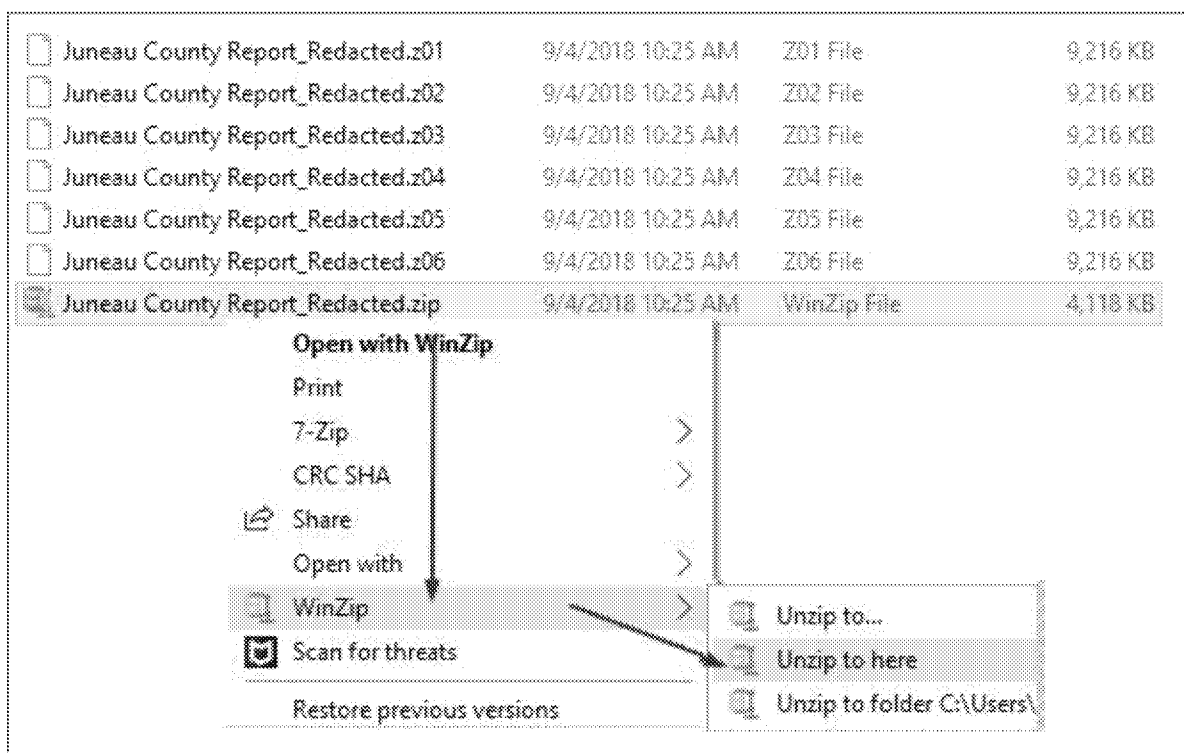 Juneau County Report_Redacted.z01 9/4/2018 10:25 AM Z01 File 9,216 KB
Juneau County Report_Redacted.z02 9/4/2018 10:25 AM Z02 File 9,216 KB
Juneau County Report_Redacted.z03 9/4/2018 10:25 AM Z03 File 9,216 KB
Juneau County Report_Redacted.z04 9/4/2018 10:25 AM Z04 File 9,216 KB
Juneau County Report_Redacted.z05 9/4/2018 10:25 AM Z05 File 9,216 KB
Juneau County Report_Redacted.z06 9/4/2018 10:25 AM Z06 File 9,216 KB
Juneau County Report_Redacted.zip 9/4/2018 10:25 AM WinZip File 4,118 KB
Open with WinZip
Print
7-Zip
CRC SHA
Share
Open with
WinZip
Unzip to...
Scan for threats
Unzip to here
Restore previous versions
Unzip to folder C:\Users\